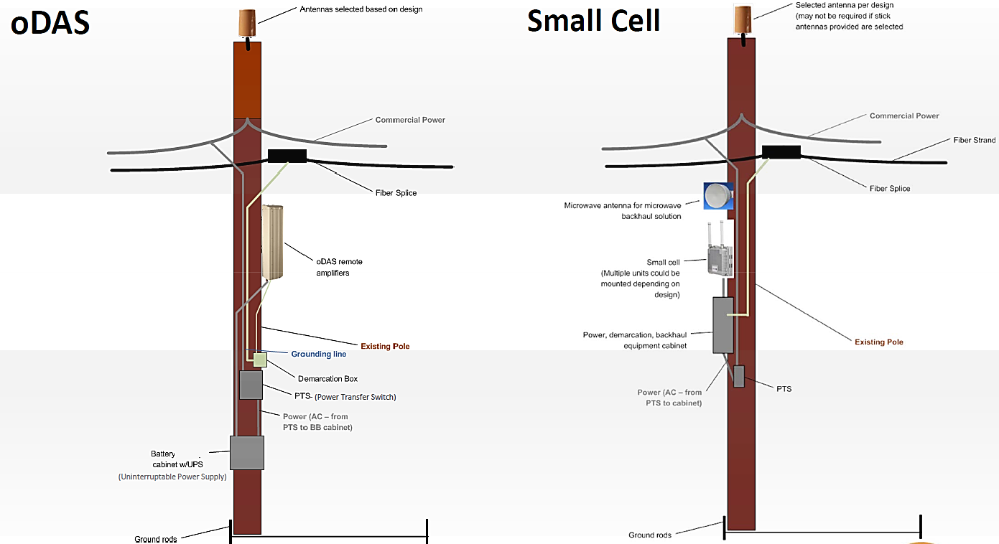 oDAS
Antennas selected based on design
Commercial Power
Fiber Splice
oDAS remote
amplifiers
Existing Pole
Grounding line
Demarcation Box
PTS- (Power Transfer Switch)
Power (AC – from
PTS to BB cabinet)
Battery
cabinet w/UPS
(Uninterruptable Power Supply)
Ground rods
Small Cell
Selected antenna per design
(may not be required if stick
antennas provided are selected
Commercial Power
Fiber Strand
Fiber Splice
Microwave antenna for microwave
backhaul solution
Small cell
(Multiple units could be
mounted depending on
design)
Power, demarcation, backhaul
equipment cabinet
Existing Pole
PTS
Power (AC – from
PTS to cabinet)
Ground rods